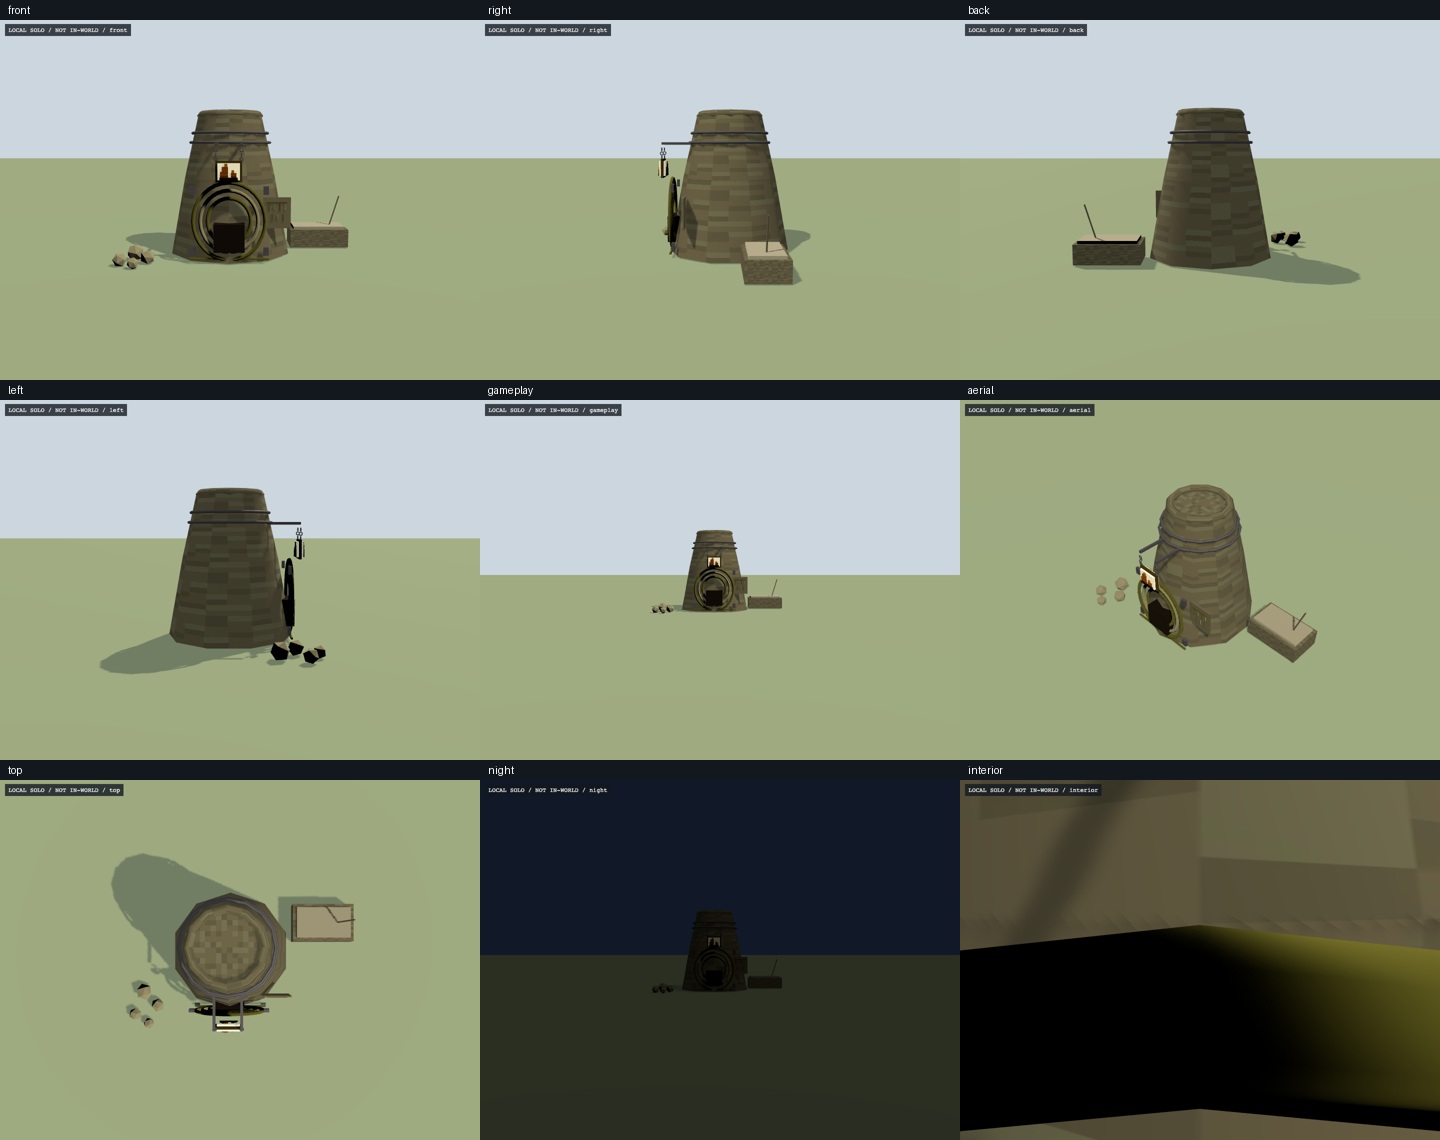 front
LOCAL SOLO / NOT IN-WORLD / front
right
LOCAL SOLO / NOT IN-WORLD / right
back
LOCAL SOLO / NOT IN-WORLD / back
left
LOCAL SOLO / NOT IN-WORLD / left
gameplay
LOCAL SOLO / NOT IN-WORLD / gameplay
aerial
LOCAL SOLO / NOT IN-WORLD / aerial
top
LOCAL SOLO / NOT IN-WORLD / top
night
LOCAL SOLO / NOT IN-WORLD / night
interior
LOCAL SOLO / NOT IN-WORLD / interior